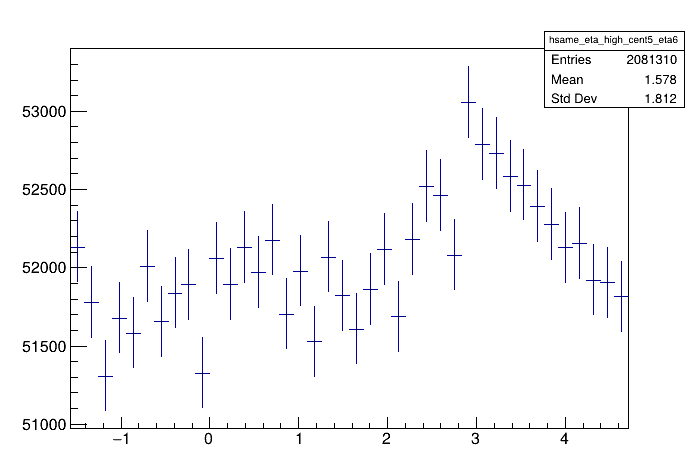 hsame_eta_high_cent5_eta6
Entries 2081310
Mean 1.578
Std Dev 1.812
53000
52500
52000
51500
51000
−1 0 1 2 3 4